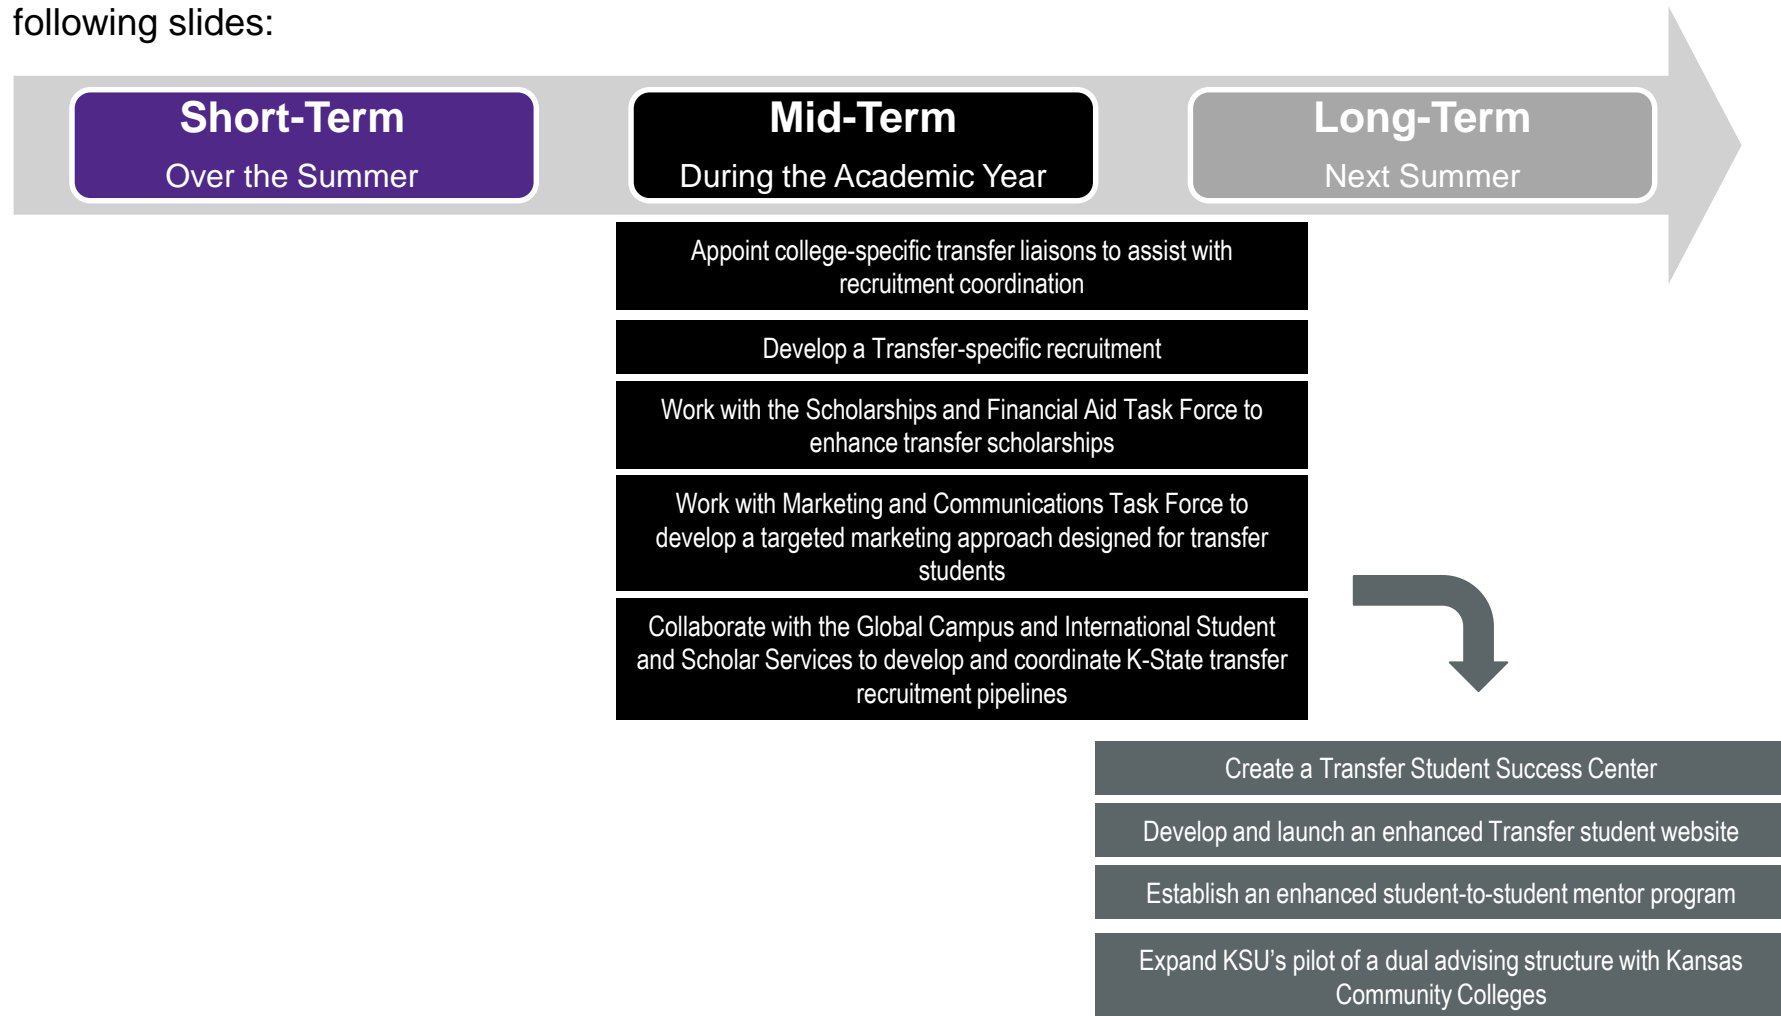 following slides:
Short-Term
Over the Summer
Mid-Term
During the Academic Year
Long-Term
Next Summer
Appoint college-specific transfer liaisons to assist with
recruitment coordination
Develop a Transfer-specific recruitment
Work with the Scholarships and Financial Aid Task Force to
enhance transfer scholarships
Work with Marketing and Communications Task Force to
develop a targeted marketing approach designed for transfer
students
Collaborate with the Global Campus and International Student
and Scholar Services to develop and coordinate K-State transfer
recruitment pipelines
Create a Transfer Student Success Center
Develop and launch an enhanced Transfer student website
Establish an enhanced student-to-student mentor program
Expand KSU’s pilot of a dual advising structure with Kansas
Community Colleges